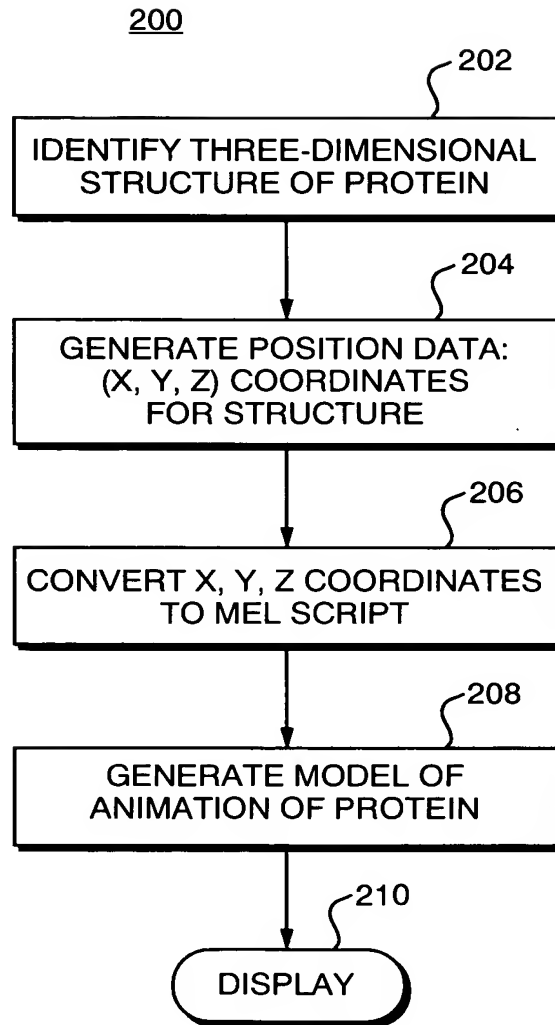 200
202
IDENTIFY THREE-DIMENSIONAL
STRUCTURE OF PROTEIN
204
GENERATE POSITION DATA:
(X, Y, Z) COORDINATES
FOR STRUCTURE
206
CONVERT X, Y, Z COORDINATES
TO MEL SCRIPT
208
GENERATE MODEL OF
ANIMATION OF PROTEIN
210
DISPLAY